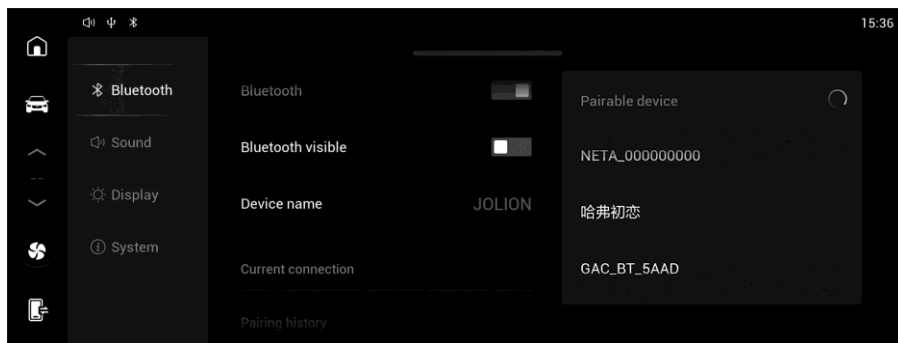 15:36
Bluetooth
Sound
Display
System
Bluetooth
Bluetooth visible
Device name JOLION
Current connection
Pairing history
Pairable device
NETA_000000000
哈弗初恋
GAC_BT_5AAD